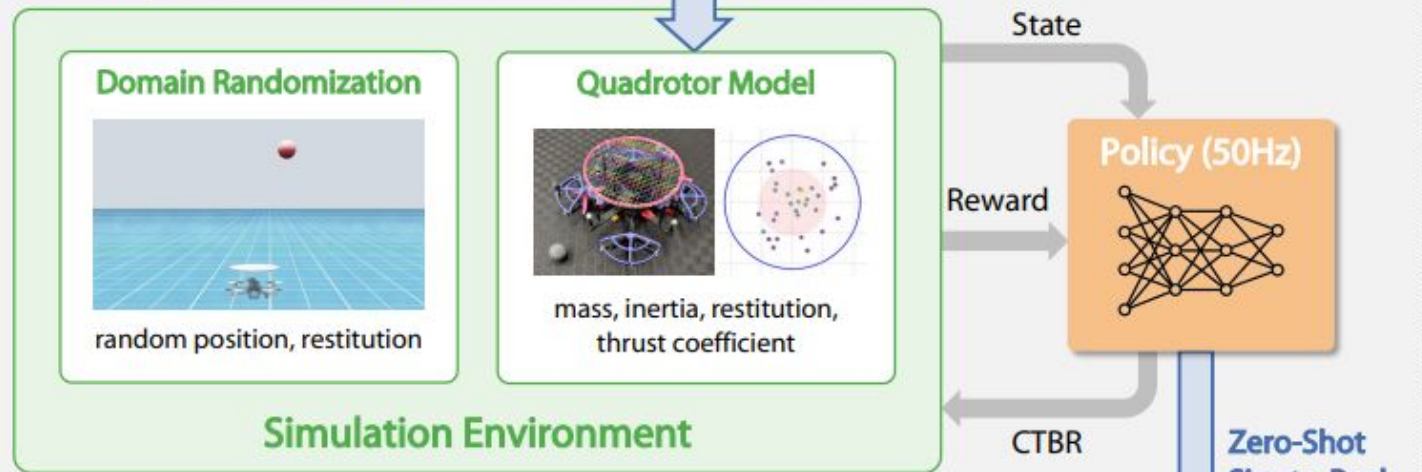 State
Domain Randomization
Quadrotor Model
Policy (50Hz)
Reward
mass, inertia, restitution,
thrust coefficient
random position, restitution
Simulation Environment
CTBR
Zero-Shot